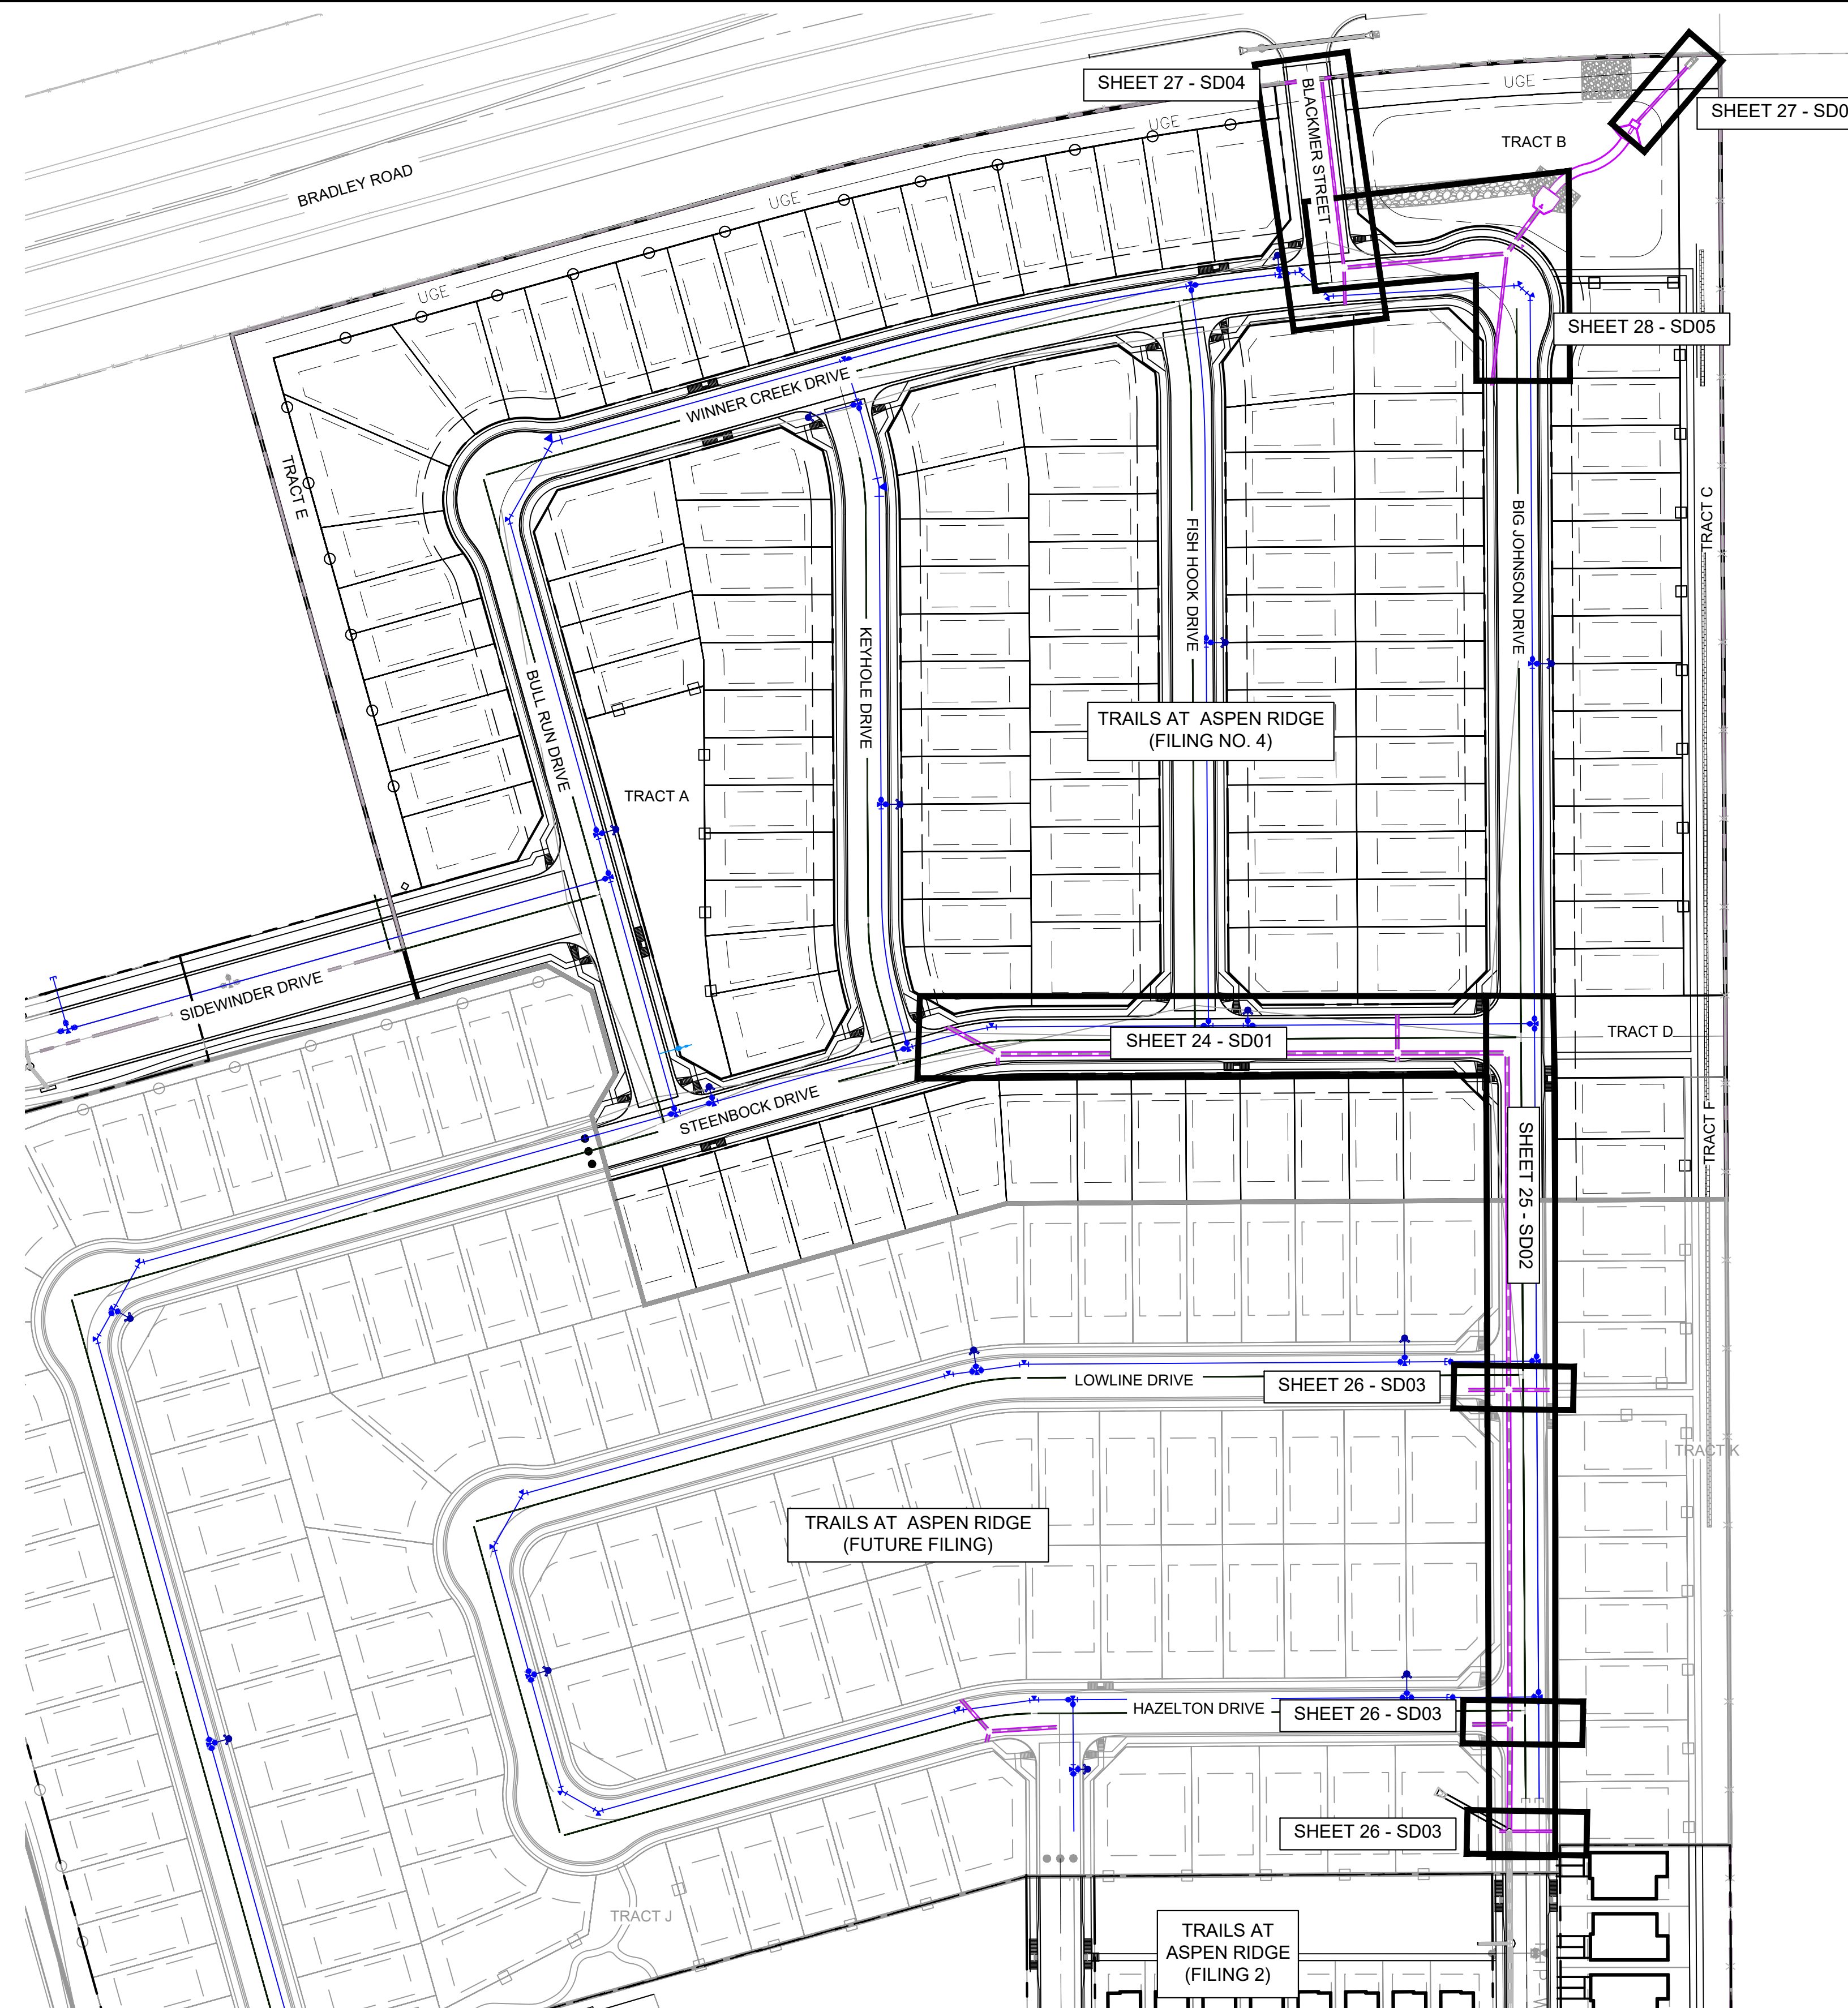 SHEET 27 - SD04
BLACKMER STREET
UGE
SHEET 27 - SD0
TRACT B
UGE
BRADLEY ROAD
UGE
UGE
SHEET 28 - SD05
WINNER CREEK DRIVE
TRACT E
TRACT C
BIG JOHNSON DRIVE
FISH HOOK DRIVE
KEYHOLE DRIVE
BULL RUN DRIVE
TRAILS AT ASPEN RIDGE
(FILING NO. 4)
TRACT A
SIDEWINDER DRIVE
SHEET 24 - SD01
TRACT D
STEENBOCK DRIVE
TRACT F
SHEET 25 - SD02
LOWLINE DRIVE
SHEET 26 - SD03
TRACT K
TRAILS AT ASPEN RIDGE
(FUTURE FILING)
HAZELTON DRIVE
SHEET 26 - SD03
SHEET 26 - SD03
TRACT J
TRAILS AT
ASPEN RIDGE
(FILING 2)